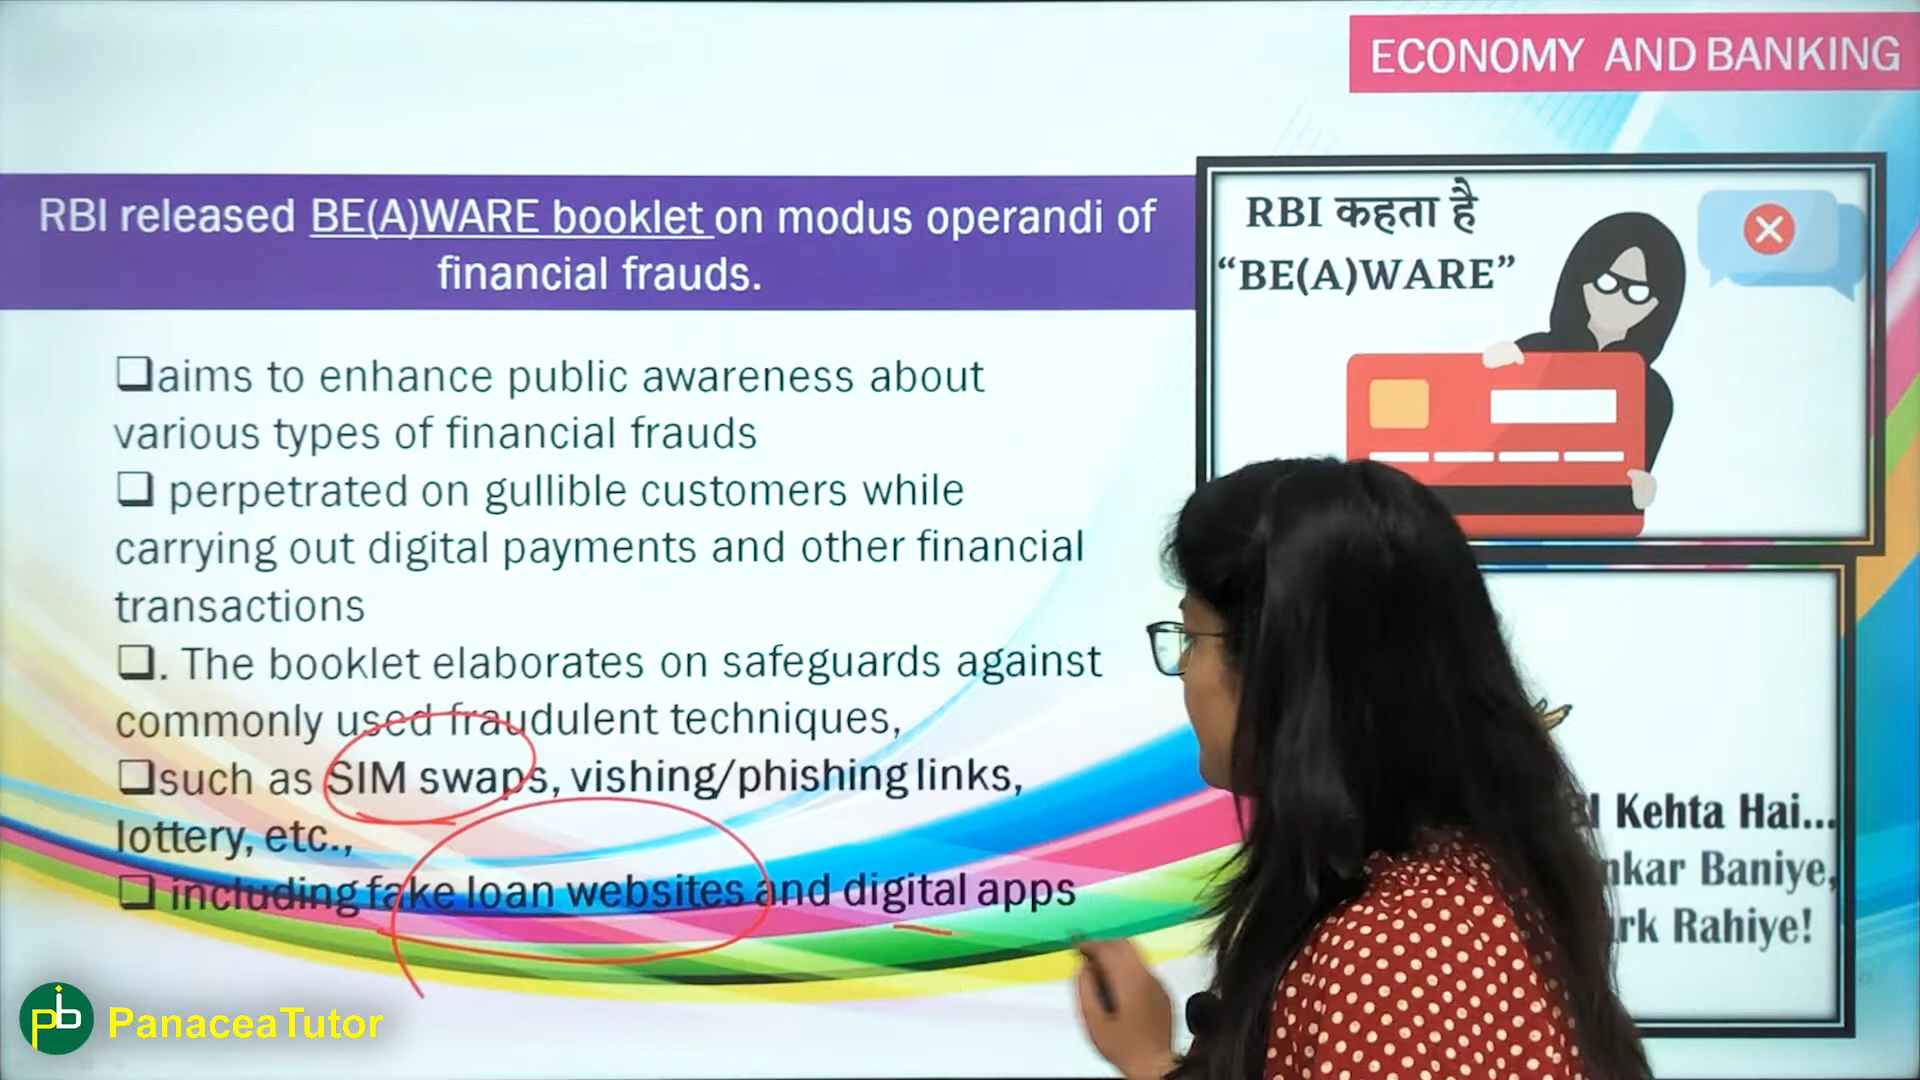 ECONOMY AND BANKING
RBI released BE(A)WARE booklet on modus operandi of
financial frauds.
RBI कहता है
“BE(A)WARE”
aims to enhance public awareness about
various types of financial frauds
perpetrated on gullible customers while
carrying out digital payments and other financial
transactions
. The booklet elaborates on safeguards against
commonly used fraudulent techniques,
such as SIM swaps, vishing/phishing links,
lottery, etc.,
including fake loan websites and digital apps
Kehta Hai...
Baniye,
Rahiye!
pb
PanaceaTutor